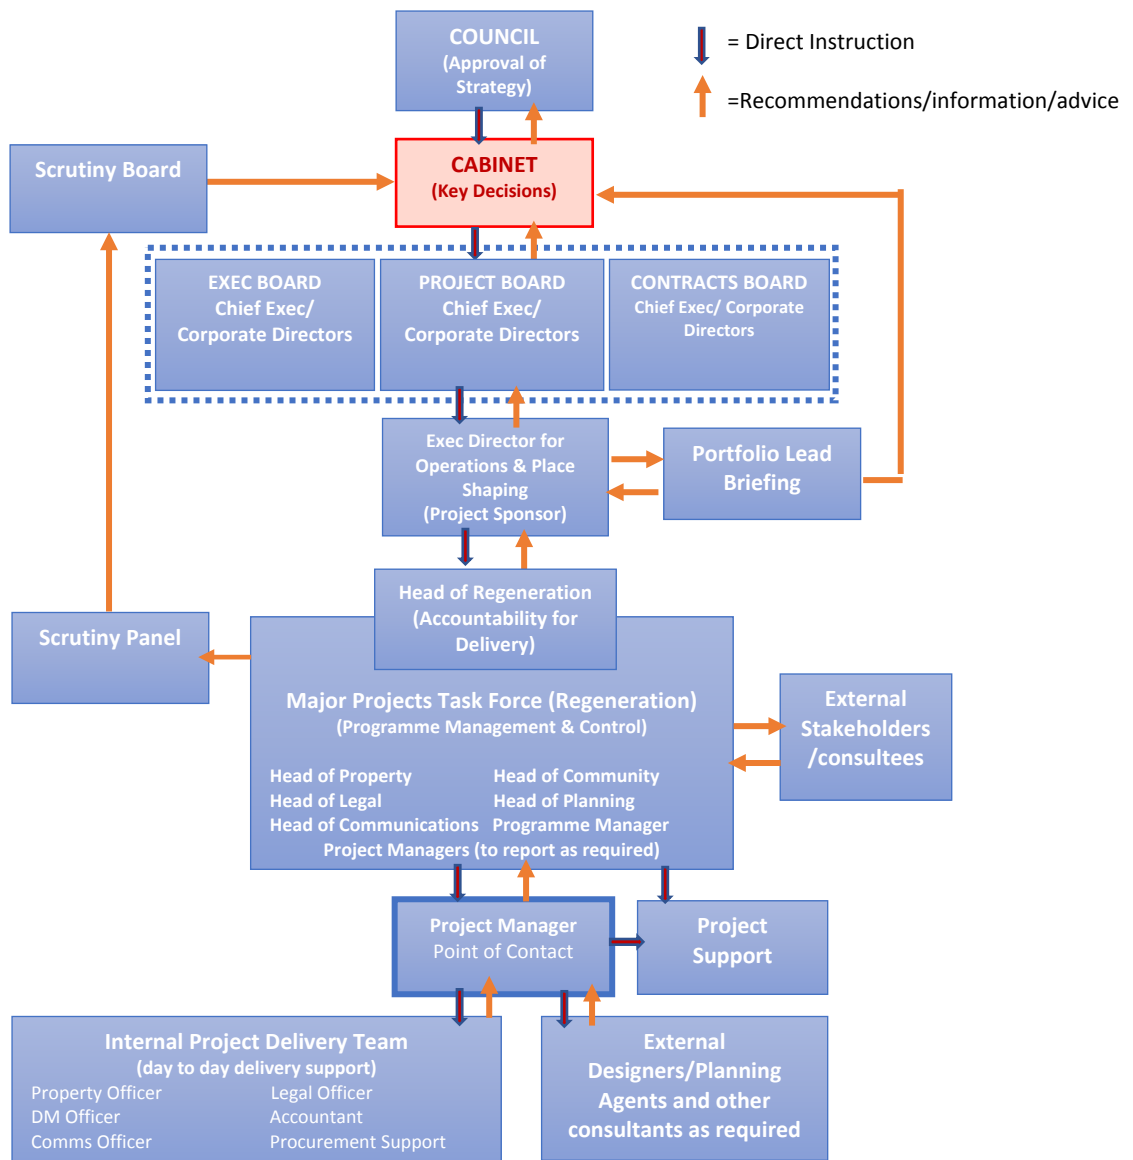 COUNCIL
(Approval of
Strategy)
= Direct Instruction
=Recommendations/information/advice
CABINET
(Key Decisions)
Scrutiny Board
EXEC BOARD
Chief Exec/
Corporate Directors
PROJECT BOARD
Chief Exec/
Corporate Directors
CONTRACTS BOARD
Chief Exec/ Corporate
Directors
Exec Director for
Operations & Place
Shaping
(Project Sponsor)
Portfolio Lead
Briefing
Head of Regeneration
(Accountability for
Delivery)
Scrutiny Panel
Major Projects Task Force (Regeneration)
(Programme Management & Control)
Head of Property
Head of Community
Head of Legal
Head of Planning
Head of Communications
Programme Manager
Project Managers (to report as required)
External
Stakeholders
/consultees
Project Manager
Point of Contact
Project
Support
Internal Project Delivery Team
(day to day delivery support)
Property Officer
Legal Officer
DM Officer
Accountant
Comms Officer
Procurement Support
External
Designers/Planning
Agents and other
consultants as required